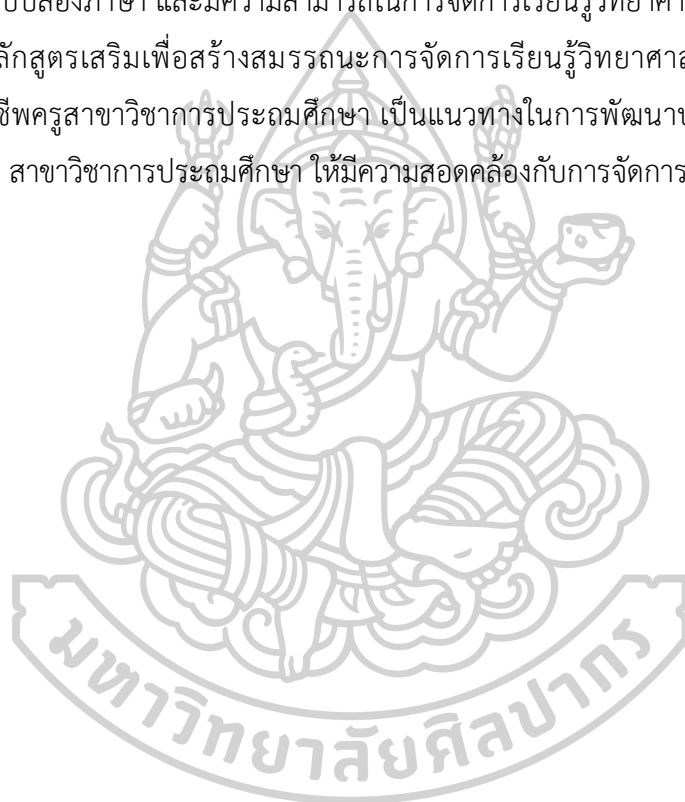 แบบสองภาษา และมีความสามารถในการจัดการเรียนรู้วิทยาศา
ลักสูตรเสริมเพื่อสร้างสมรรถนะการจัดการเรียนรู้วิทยาศาส
ชีพครูสาขาวิชาการประถมศึกษา เป็นแนวทางในการพัฒนา
สาขาวิชาการประถมศึกษา ให้มีความสอดคล้องกับการจัดการ
มหาวิทยาลัยศิลปากร